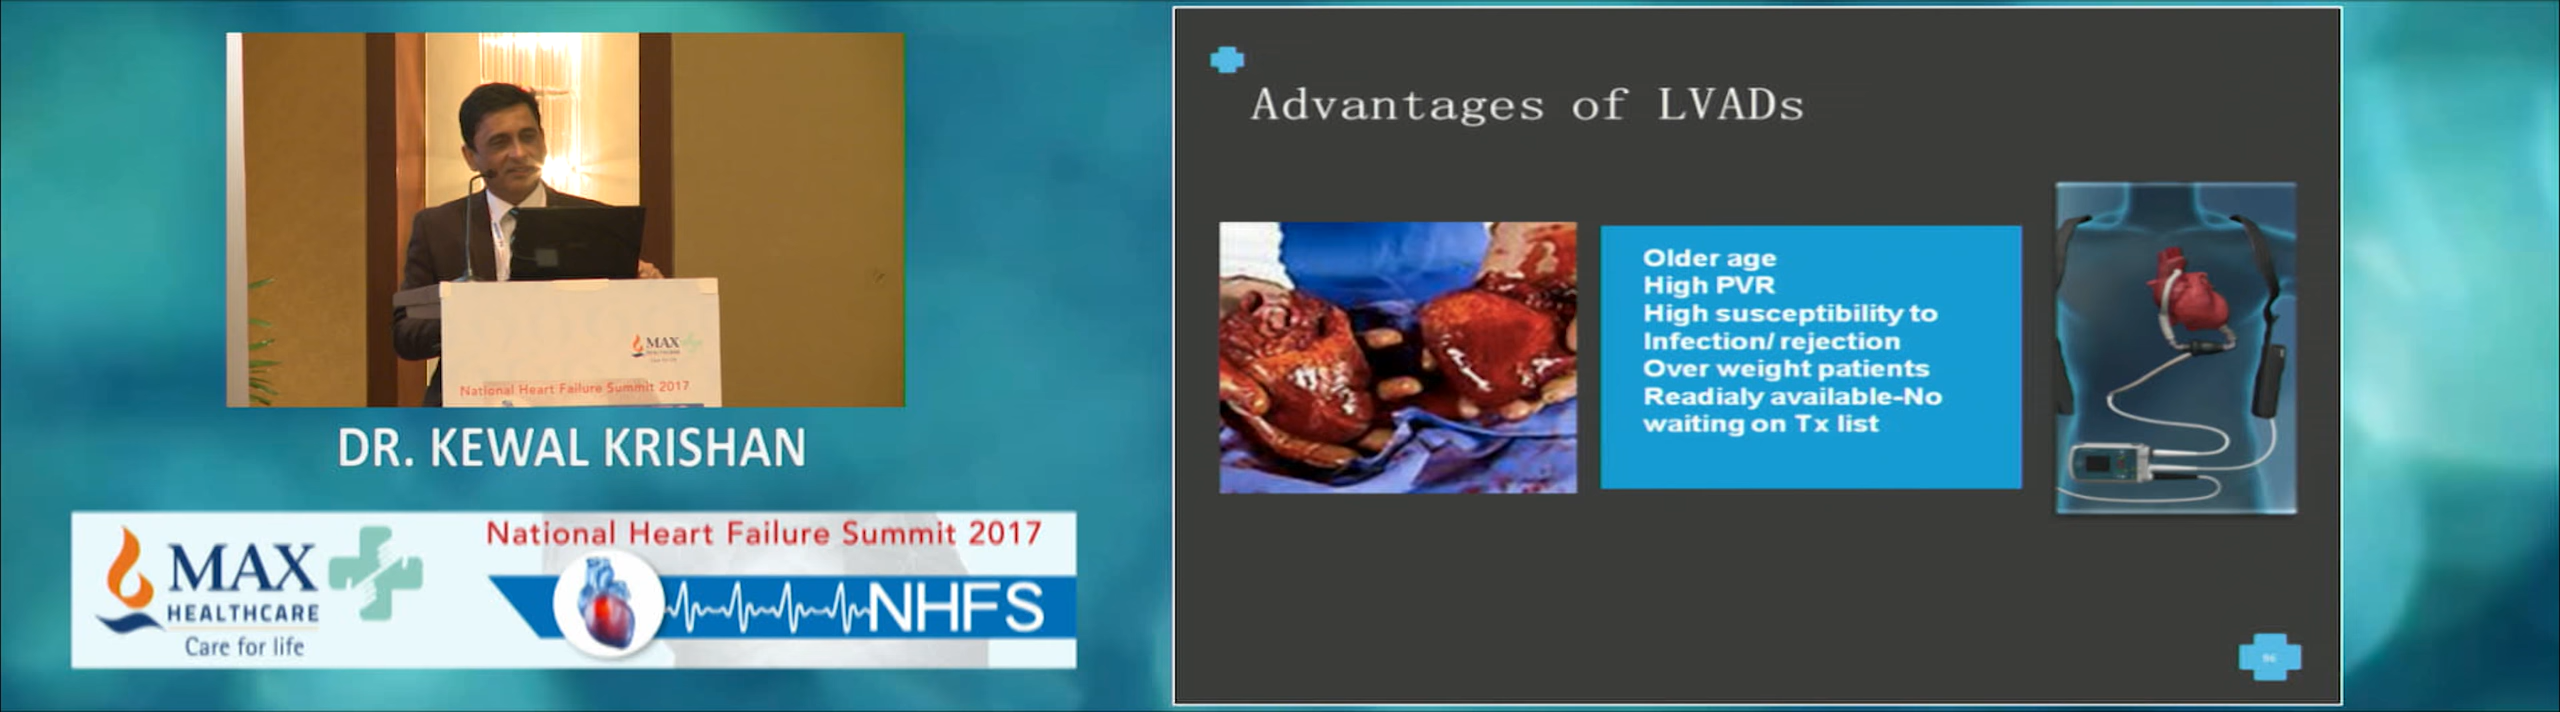 MAX
National Heart Failure Summit 2017
DR. KEWAL KRISHAN
MAX
HEALTHCARE
Care for life
National Heart Failure Summit 2017
NHFS
Advantages of LVADs
Older age
High PVR
High susceptibility to
Infection/ rejection
Over weight patients
Readialy available-No
waiting on Tx list